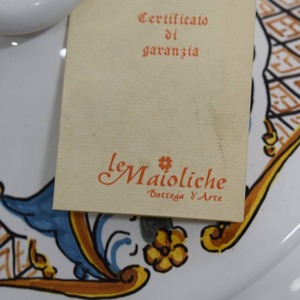 Certificato
di
garanzia
le Maioliche
Bottega d'Arte